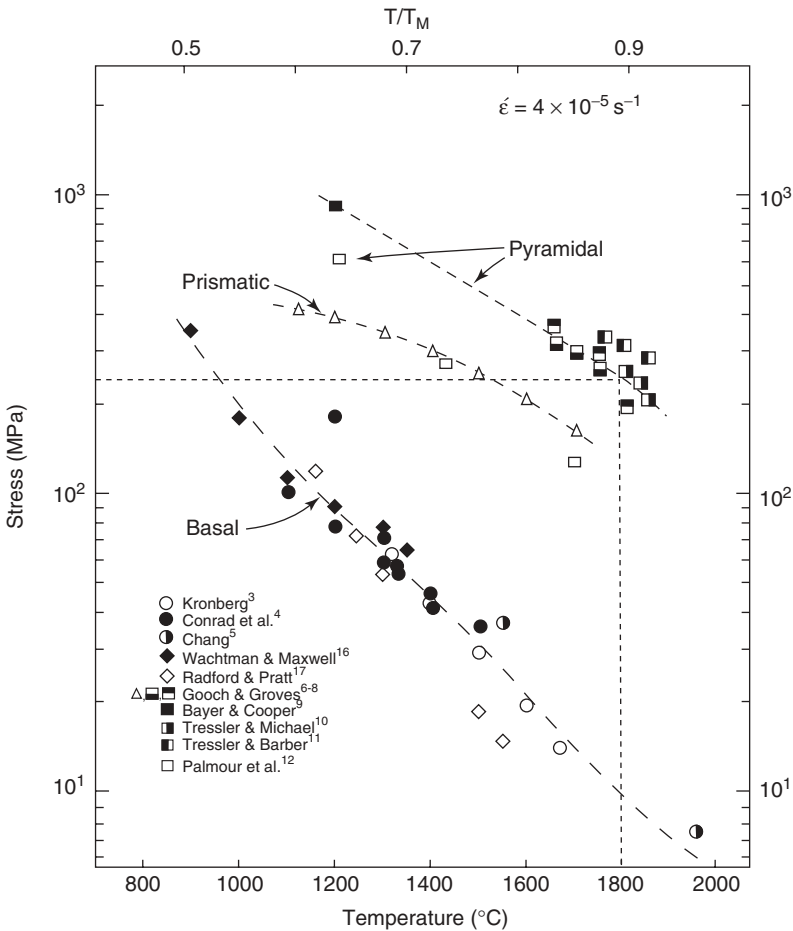 T/T_M
0.5 0.7 0.9
έ = 4 × 10⁻⁵ s⁻¹
10³ 10³
Pyramidal
Prismatic
Stress (MPa)
10² 10²
Basal
Kronberg³
Conrad et al.⁴
Chang⁵
Wachtman & Maxwell¹⁶
Radford & Pratt¹⁷
Gooch & Groves⁶⁻⁸
Bayer & Cooper⁹
Tressler & Michael¹⁰
Tressler & Barber¹¹
Palmour et al.¹²
10¹ 10¹
800 1000 1200 1400 1600 1800 2000
Temperature (°C)